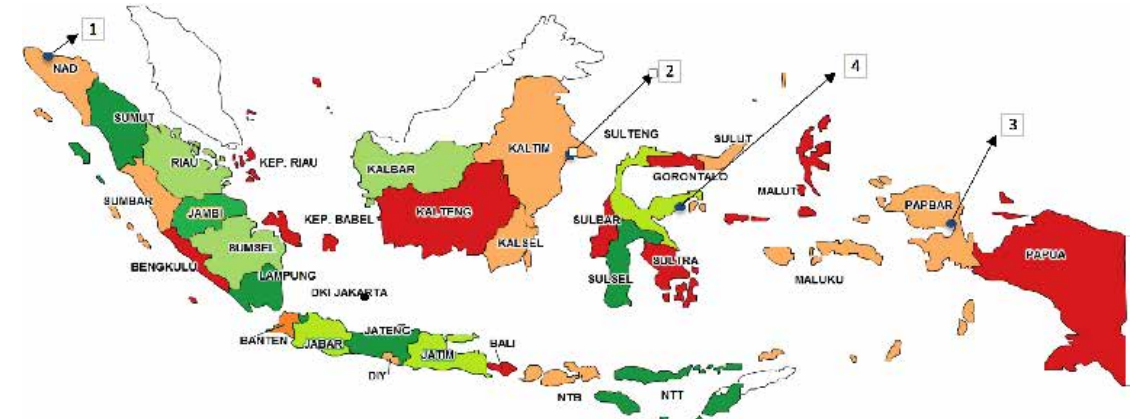 1
NAD
SUMUT
RIAU
KEP. RIAU
SUMBAR
JAMBI
KEP. BABEL
SUMSEL
BENGKULU
LAMPUNG
DKI JAKARTA
BANTEN
JABAR
JATENG
DIY
JATIM
BALI
NTB
NTT
KALBAR
KALTENG
KALTIM
KALSEL
2
4
SULTENG
SULUT
GORONTALO
SULBAR
SULSEL
SULTRA
MALUT
MALUKU
3
PAPBAR
PAPUA